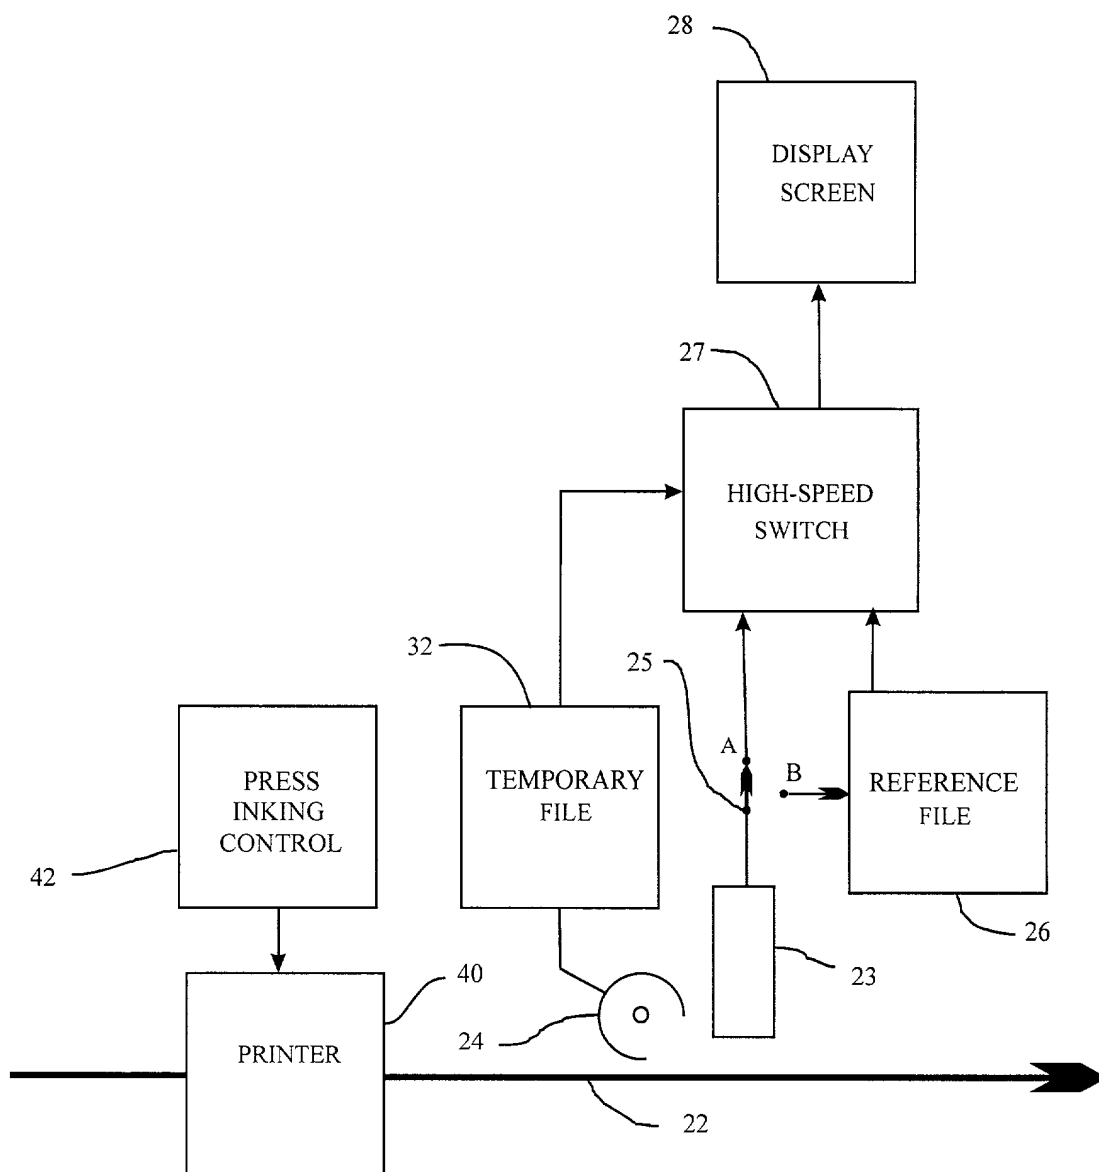 28
DISPLAY
SCREEN
27
HIGH-SPEED
SWITCH
32
25
A
B
PRESS
INKING
CONTROL
TEMPORARY
FILE
REFERENCE
FILE
42
26
23
40
24
PRINTER
22